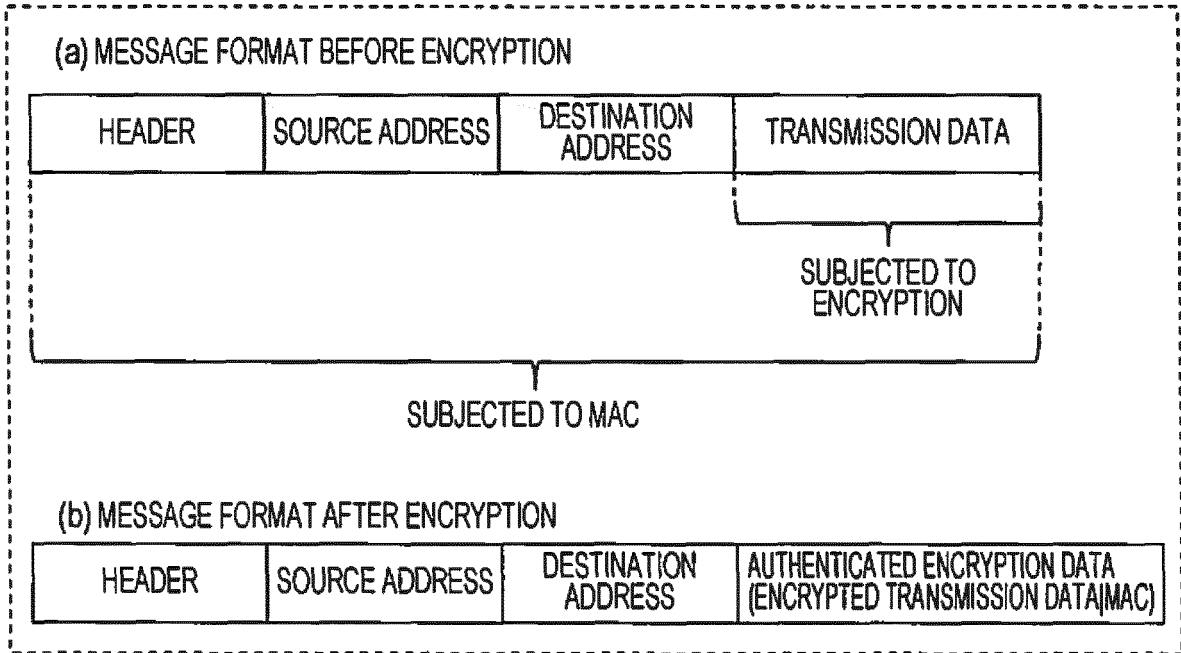 (a) MESSAGE FORMAT BEFORE ENCRYPTION
HEADER
SOURCE ADDRESS
DESTINATION
ADDRESS
TRANSMISSION DATA
SUBJECTED TO
ENCRYPTION
SUBJECTED TO MAC
(b) MESSAGE FORMAT AFTER ENCRYPTION
HEADER
SOURCE ADDRESS
DESTINATION
ADDRESS
AUTHENTICATED ENCRYPTION DATA
(ENCRYPTED TRANSMISSION DATA|MAC)